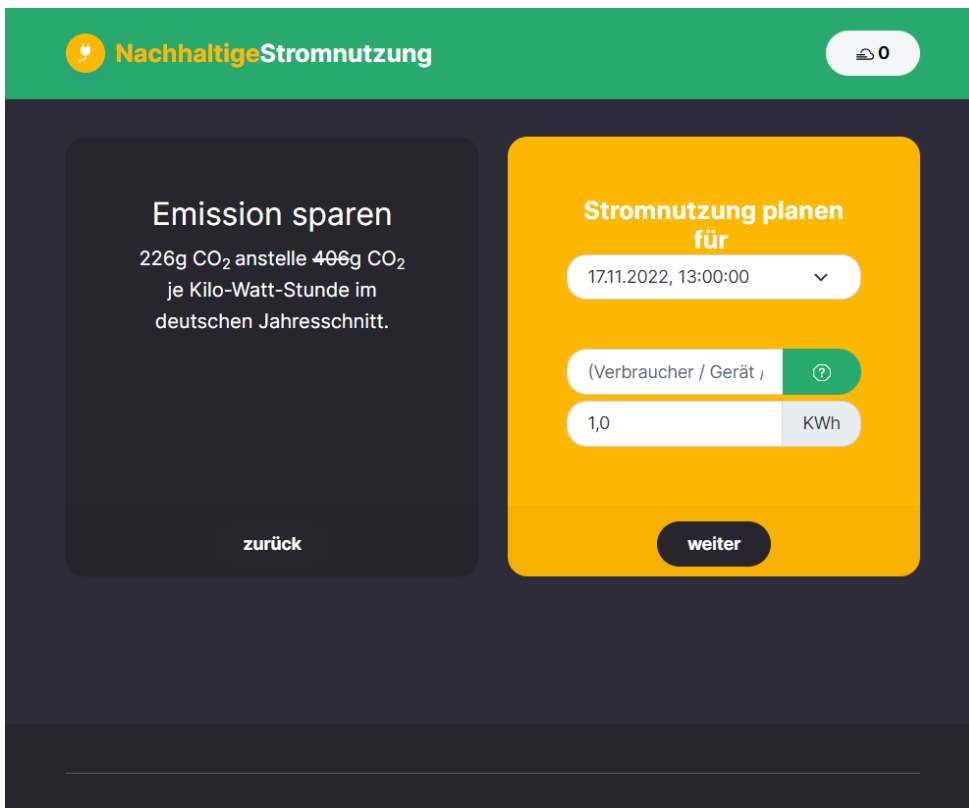 NachhaltigeStromnutzung
0
Emission sparen
226g CO₂ anstelle 406g CO₂
je Kilo-Watt-Stunde im
deutschen Jahresschnitt.
zurück
Stromnutzung planen
für
17.11.2022, 13:00:00
(Verbraucher / Gerät /
?
1,0
KWh
weiter